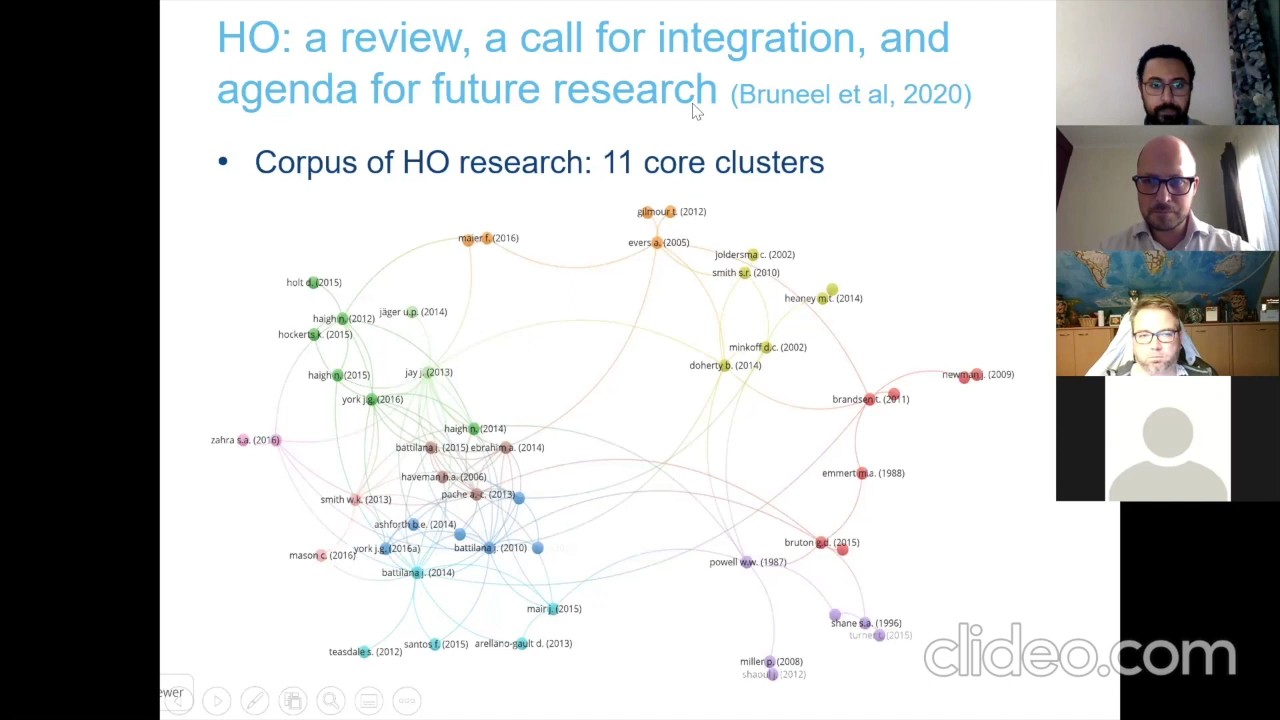 HO: a review, a call for integration, and
agenda for future research (Bruneel et al, 2020)
• Corpus of HO research: 11 core clusters
gilmour t. (2012)
maier f. (2016)
evers a. (2005)
joldersma c. (2002)
smith s.r. (2010)
holt d. (2015)
heaney m.t. (2014)
jäger u.p. (2014)
haigh n. (2012)
hockerts k. (2015)
minkoff d.c. (2002)
doherty b. (2014)
haigh n. (2015)
jay j. (2013)
newman j. (2009)
york j.g. (2016)
brandsen t. (2011)
haigh n. (2014)
zahra s.a. (2016)
battilana j. (2015)
ebrahim a. (2014)
haveman h.a. (2006)
emmert m.a. (1988)
smith w.k. (2013)
pache a.-c. (2013)
ashforth b.e. (2014)
bruton g.d. (2015)
mason c. (2016)
york j.g. (2016a)
battilana j. (2010)
powell w.w. (1987)
battilana j. (2014)
mair j. (2015)
shane s.a. (1996)
turner t. (2015)
teasdale s. (2012)
santos f. (2015)
arellano-gault d. (2013)
miller p. (2008)
shaoul j. (2012)
clideo.com
ewer